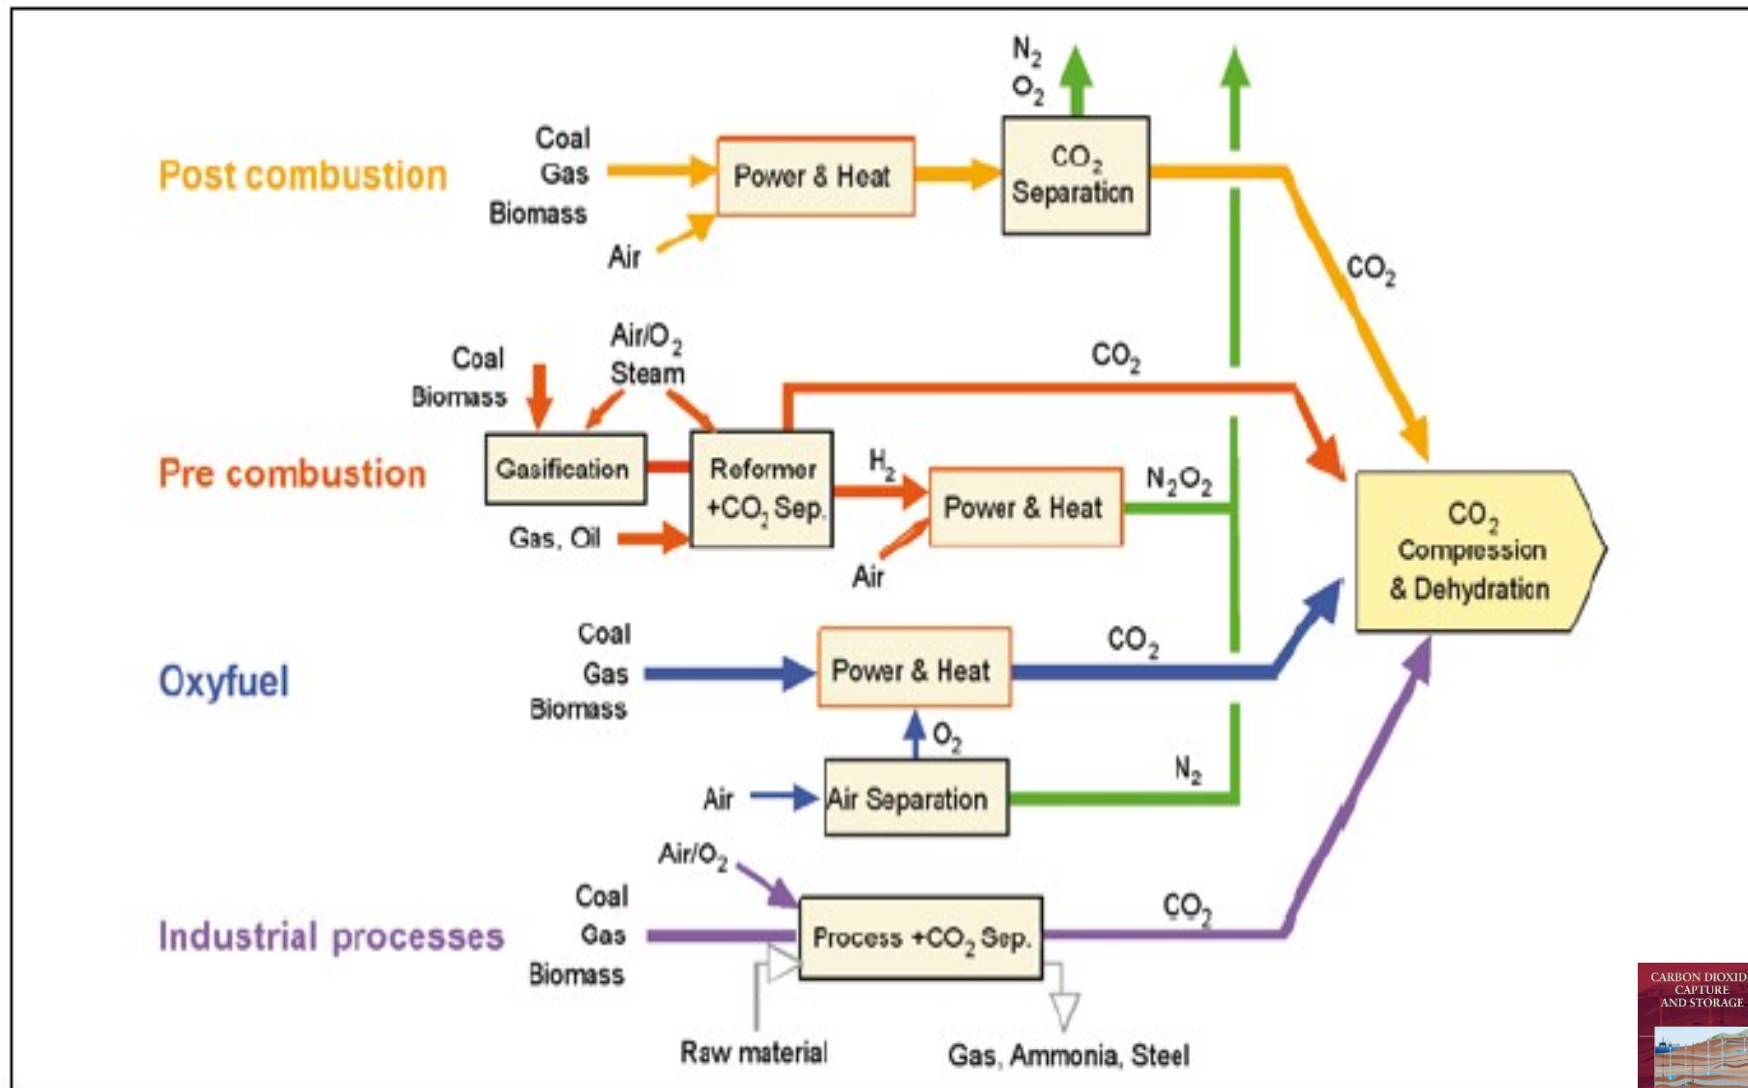 N₂
O₂
Coal
Gas
Biomass
Air
Post combustion
Power & Heat
CO₂
Separation
CO₂
Pre combustion
Coal
Biomass
Air/O₂
Steam
Gasification
Gas, Oil
Reformer
+CO₂ Sep.
CO₂
H₂
Air
Power & Heat
N₂O₂
CO₂
Compression
& Dehydration
Oxyfuel
Coal
Gas
Biomass
Power & Heat
CO₂
O₂
Air
Air Separation
N₂
Industrial processes
Air/O₂
Coal
Gas
Biomass
Process +CO₂ Sep.
CO₂
Raw material
Gas, Ammonia, Steel
CARBON DIOXID
CAPTURE
AND STORAGE